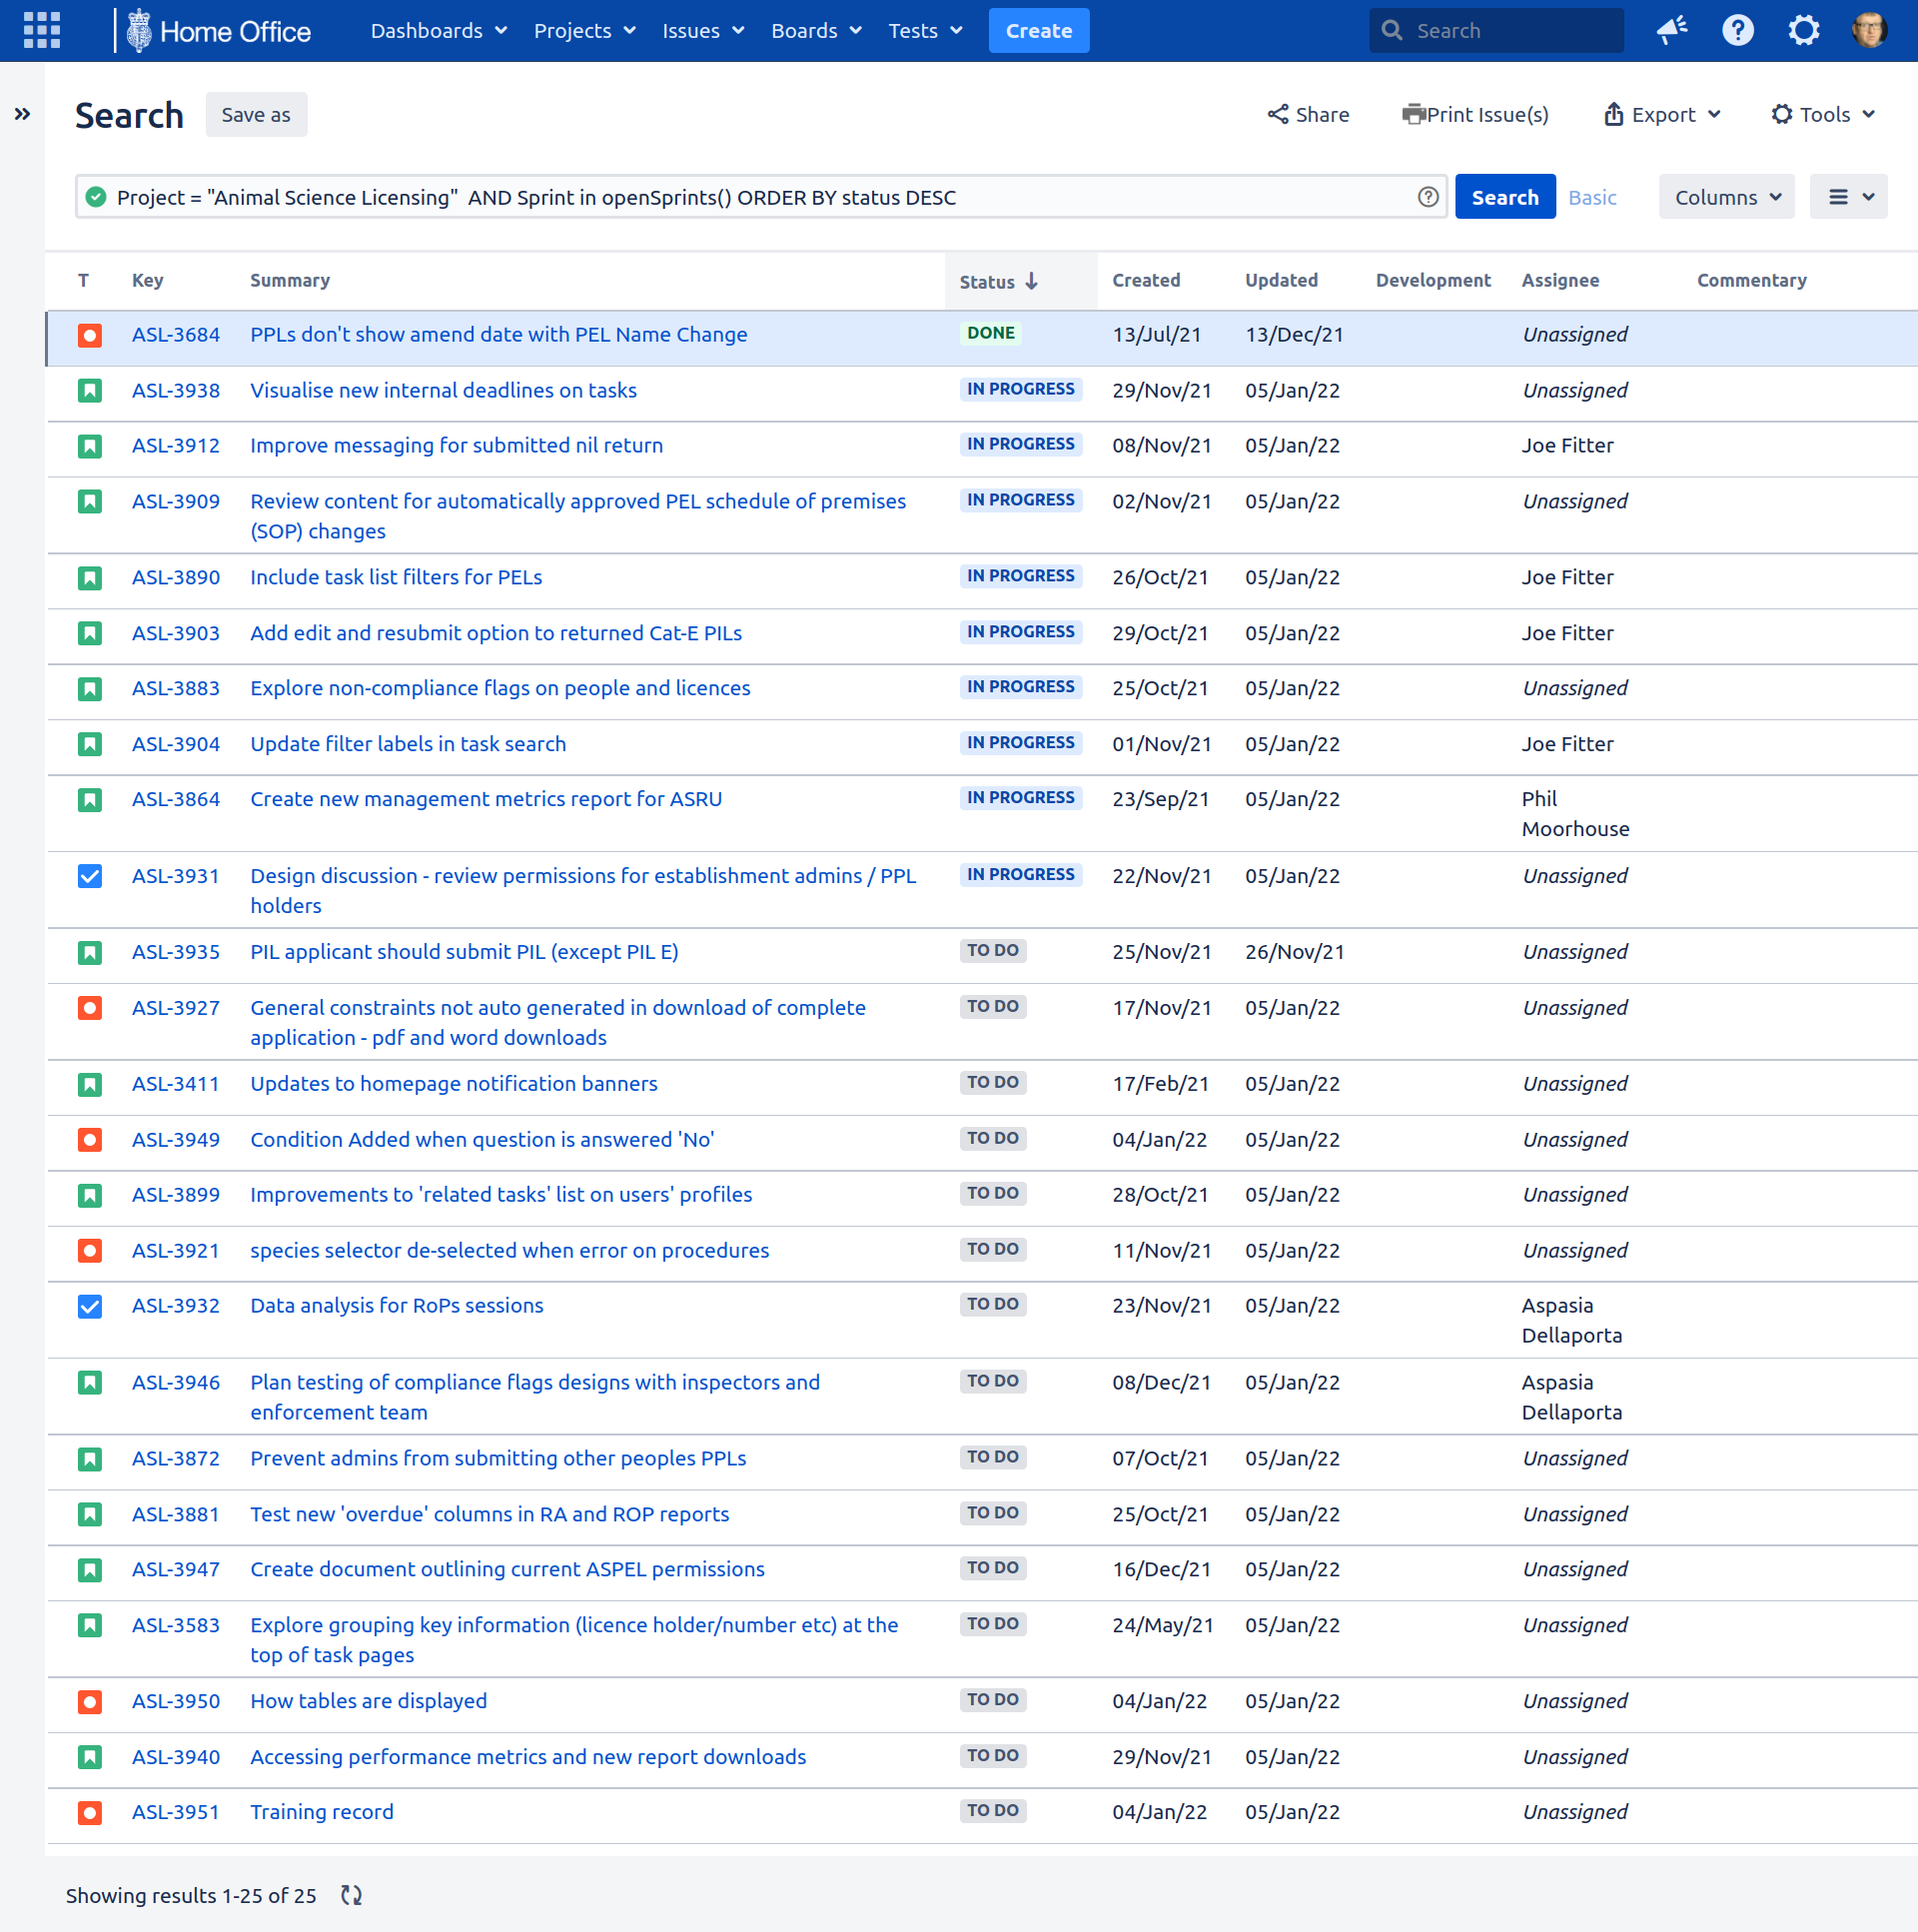 Home Office Dashboards Projects Issues Boards Tests Create Search
Search Save as Share Print Issue(s) Export Tools
Project = "Animal Science Licensing" AND Sprint in openSprints() ORDER BY status DESC Search Basic Columns
T Key Summary Status Created Updated Development Assignee Commentary
ASL-3684 PPLs don't show amend date with PEL Name Change DONE 13/Jul/21 13/Dec/21 Unassigned
ASL-3938 Visualise new internal deadlines on tasks IN PROGRESS 29/Nov/21 05/Jan/22 Unassigned
ASL-3912 Improve messaging for submitted nil return IN PROGRESS 08/Nov/21 05/Jan/22 Joe Fitter
ASL-3909 Review content for automatically approved PEL schedule of premises IN PROGRESS 02/Nov/21 05/Jan/22 Unassigned
(SOP) changes
ASL-3890 Include task list filters for PELs IN PROGRESS 26/Oct/21 05/Jan/22 Joe Fitter
ASL-3903 Add edit and resubmit option to returned Cat-E PILs IN PROGRESS 29/Oct/21 05/Jan/22 Joe Fitter
ASL-3883 Explore non-compliance flags on people and licences IN PROGRESS 25/Oct/21 05/Jan/22 Unassigned
ASL-3904 Update filter labels in task search IN PROGRESS 01/Nov/21 05/Jan/22 Joe Fitter
ASL-3864 Create new management metrics report for ASRU IN PROGRESS 23/Sep/21 05/Jan/22 Phil
Moorhouse
ASL-3931 Design discussion - review permissions for establishment admins / PPL IN PROGRESS 22/Nov/21 05/Jan/22 Unassigned
holders
ASL-3935 PIL applicant should submit PIL (except PIL E) TO DO 25/Nov/21 26/Nov/21 Unassigned
ASL-3927 General constraints not auto generated in download of complete TO DO 17/Nov/21 05/Jan/22 Unassigned
application - pdf and word downloads
ASL-3411 Updates to homepage notification banners TO DO 17/Feb/21 05/Jan/22 Unassigned
ASL-3949 Condition Added when question is answered 'No' TO DO 04/Jan/22 05/Jan/22 Unassigned
ASL-3899 Improvements to 'related tasks' list on users' profiles TO DO 28/Oct/21 05/Jan/22 Unassigned
ASL-3921 species selector de-selected when error on procedures TO DO 11/Nov/21 05/Jan/22 Unassigned
ASL-3932 Data analysis for RoPs sessions TO DO 23/Nov/21 05/Jan/22 Aspasia
Dellaporta
ASL-3946 Plan testing of compliance flags designs with inspectors and TO DO 08/Dec/21 05/Jan/22 Aspasia
enforcement team Dellaporta
ASL-3872 Prevent admins from submitting other peoples PPLs TO DO 07/Oct/21 05/Jan/22 Unassigned
ASL-3881 Test new 'overdue' columns in RA and ROP reports TO DO 25/Oct/21 05/Jan/22 Unassigned
ASL-3947 Create document outlining current ASPEL permissions TO DO 16/Dec/21 05/Jan/22 Unassigned
ASL-3583 Explore grouping key information (licence holder/number etc) at the TO DO 24/May/21 05/Jan/22 Unassigned
top of task pages
ASL-3950 How tables are displayed TO DO 04/Jan/22 05/Jan/22 Unassigned
ASL-3940 Accessing performance metrics and new report downloads TO DO 29/Nov/21 05/Jan/22 Unassigned
ASL-3951 Training record TO DO 04/Jan/22 05/Jan/22 Unassigned
Showing results 1-25 of 25